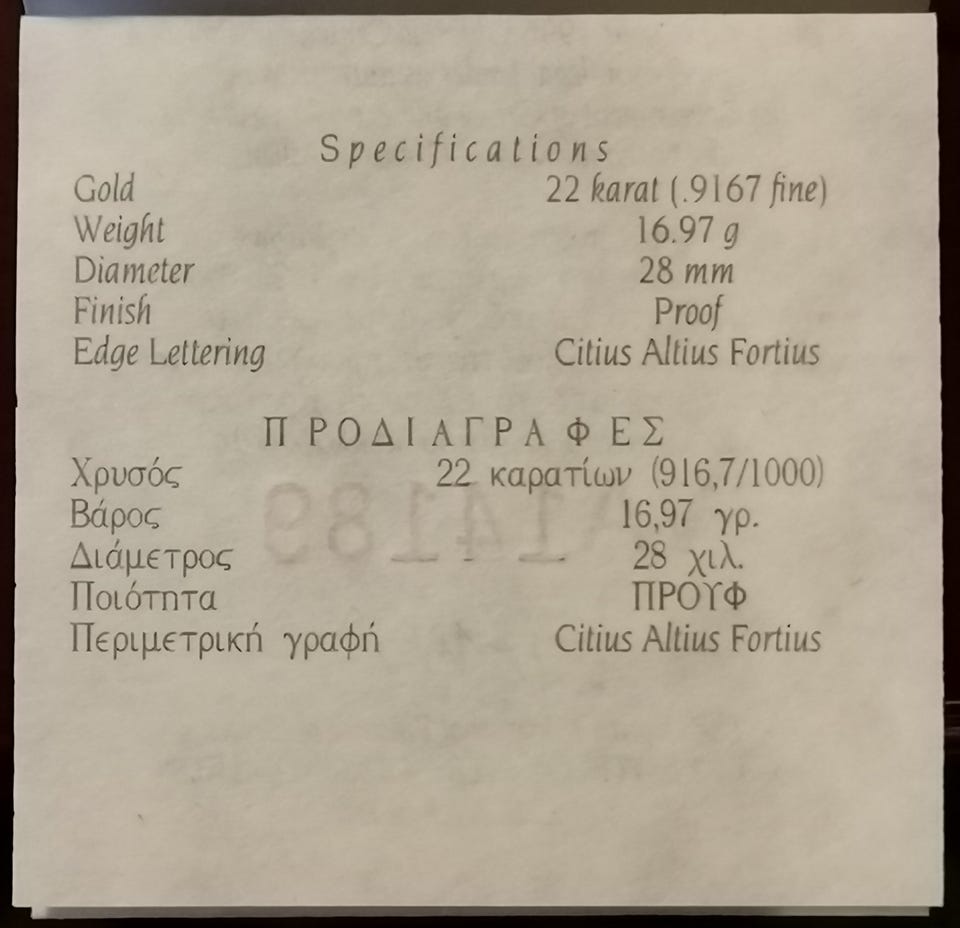 Specifications
Gold 22 karat (.9167 fine)
Weight 16.97 g
Diameter 28 mm
Finish Proof
Edge Lettering Citius Altius Fortius
ΠΡΟΔΙΑΓΡΑΦΕΣ
Χρυσός 22 καρατίων (916,7/1000)
Βάρος 16,97 γρ.
Διάμετρος 28 χιλ.
Ποιότητα ΠΡΟΥΦ
Περιμετρική γραφή Citius Altius Fortius